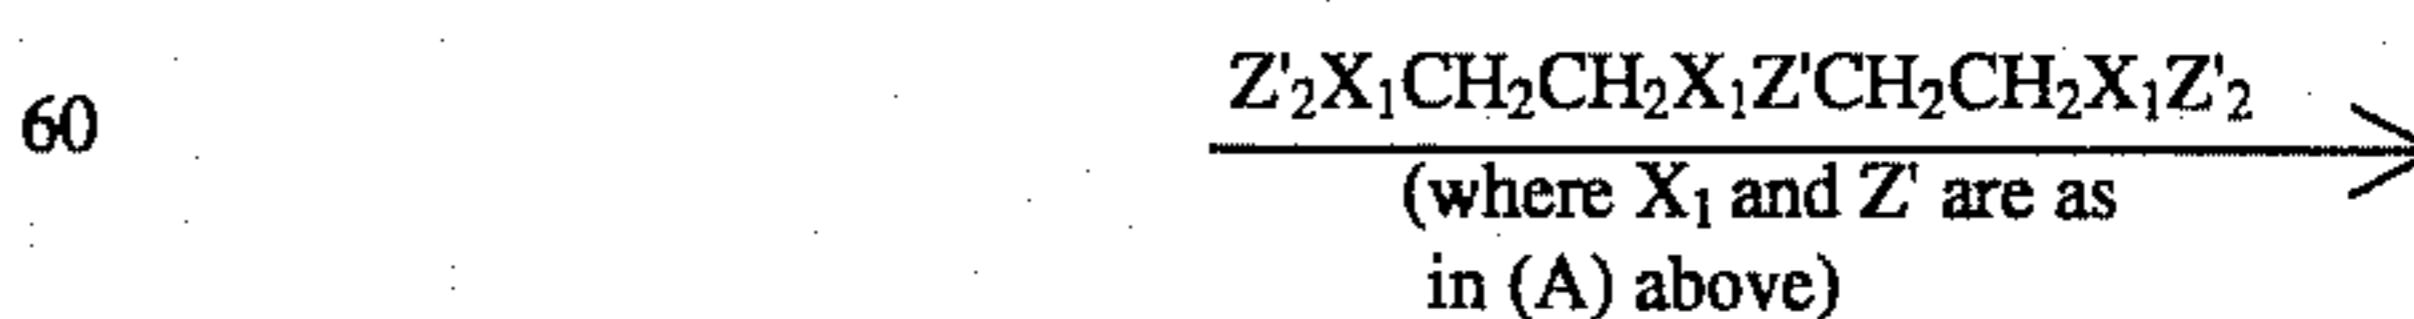 Z'₂X₁CH₂CH₂X₁Z'CH₂CH₂X₁Z'₂
60
(where X₁ and Z' are as
in (A) above)